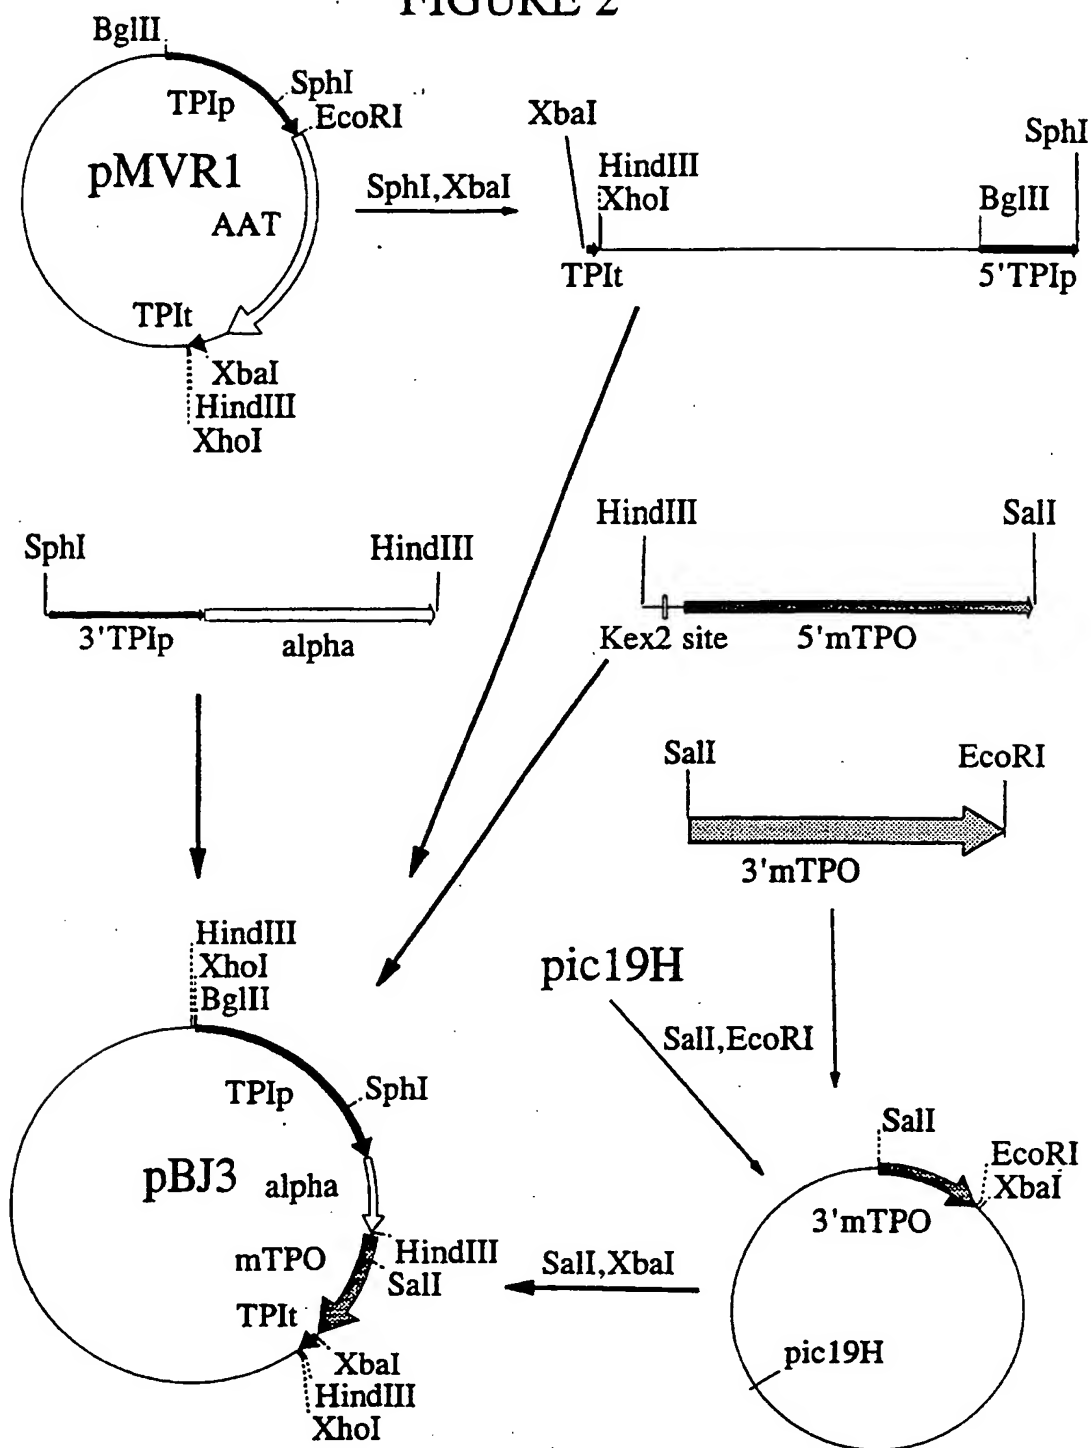 FIGURE 2
BglII
SphI
TPIp
EcoRI
pMVR1
AAT
TPIt
XbaI
HindIII
XhoI
SphI,XbaI
XbaI
HindIII
XhoI
SphI
BglII
TPIt
5'TPIp
SphI
HindIII
3'TPIp
alpha
HindIII
SalI
Kex2 site
5'mTPO
SalI
EcoRI
3'mTPO
pic19H
SalI,EcoRI
HindIII
XhoI
BglII
TPIp
SphI
pBJ3
alpha
mTPO
HindIII
SalI
TPIt
XbaI
HindIII
XhoI
SalI,XbaI
SalI
EcoRI
XbaI
3'mTPO
pic19H